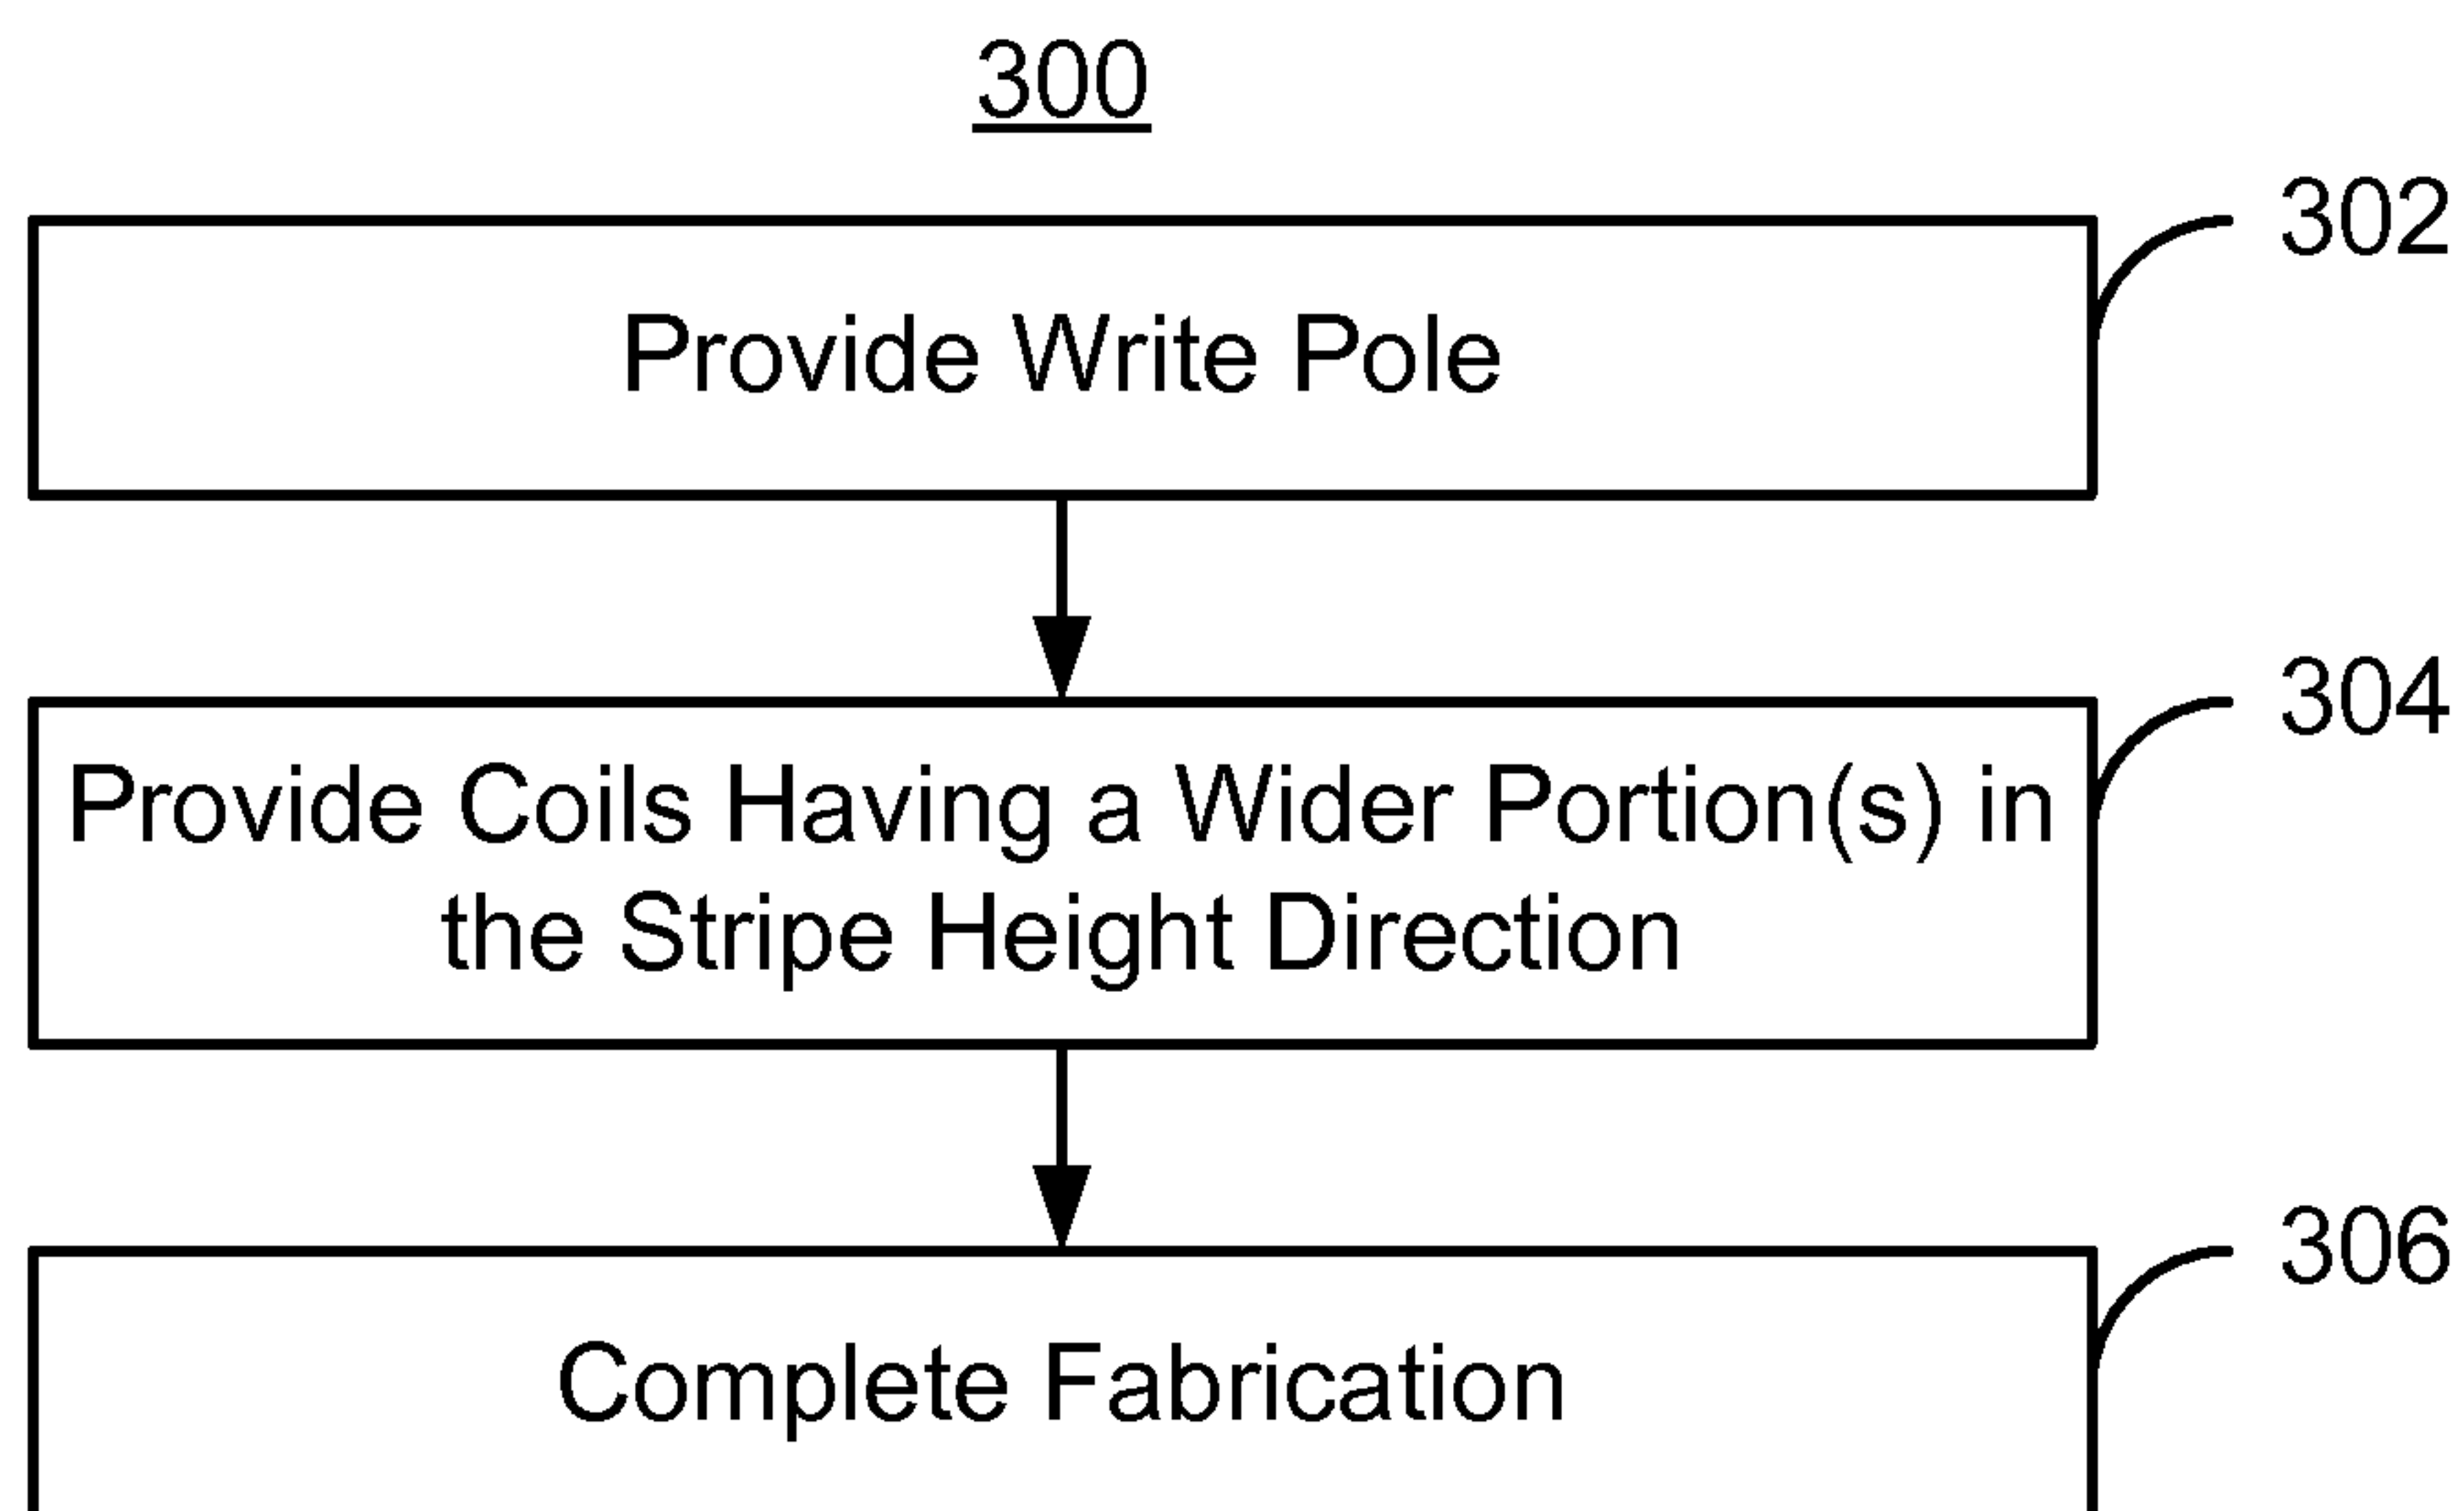 300
302
Provide Write Pole
304
Provide Coils Having a Wider Portion(s) in
the Stripe Height Direction
306
Complete Fabrication